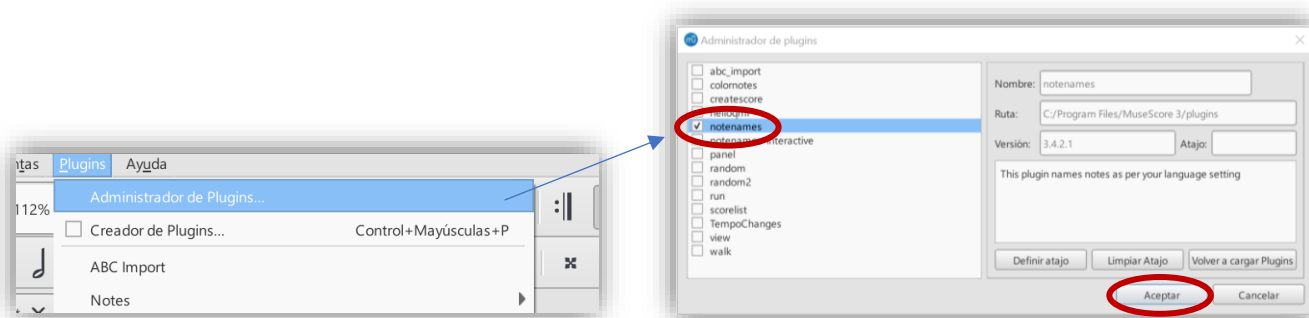 ntas Plugins Ayuda
Administrador de Plugins...
112%
Creador de Plugins... Control+Mayúsculas+P
ABC Import
Notes
Administrador de plugins
abc_import
colornotes
createscore
helloqml
notenames
notenames-interactive
panel
random
random2
run
scorelist
TempoChanges
view
walk
Nombre: notenames
Ruta: C:/Program Files/MuseScore 3/plugins
Versión: 3.4.2.1 Atajo:
This plugin names notes as per your language setting
Definir atajo Limpiar Atajo Volver a cargar Plugins
Aceptar Cancelar